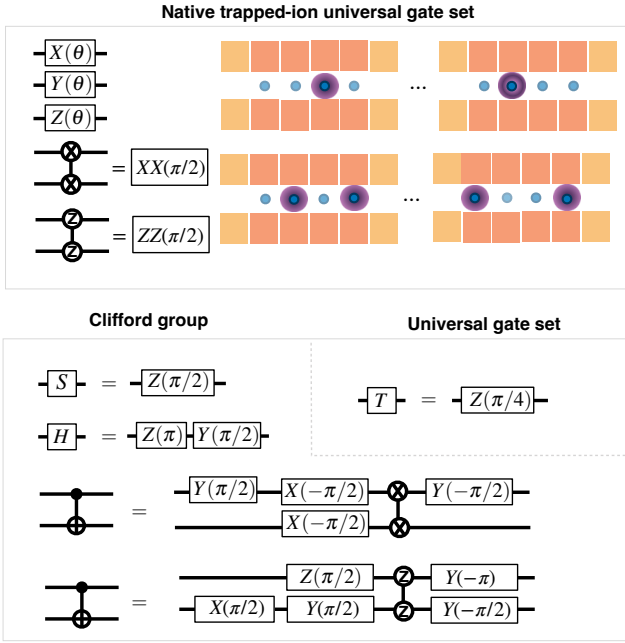 Native trapped-ion universal gate set
X(θ)
Y(θ)
Z(θ)
X
X
= XX(π/2)
Z
Z
= ZZ(π/2)
...
...
Clifford group
Universal gate set
S = Z(π/2)
T = Z(π/4)
H = Z(π) Y(π/2)
= Y(π/2) X(−π/2) X Y(−π/2)
X(−π/2) X
= Z(π/2) Z Y(−π)
X(π/2) Y(π/2) Z Y(−π/2)